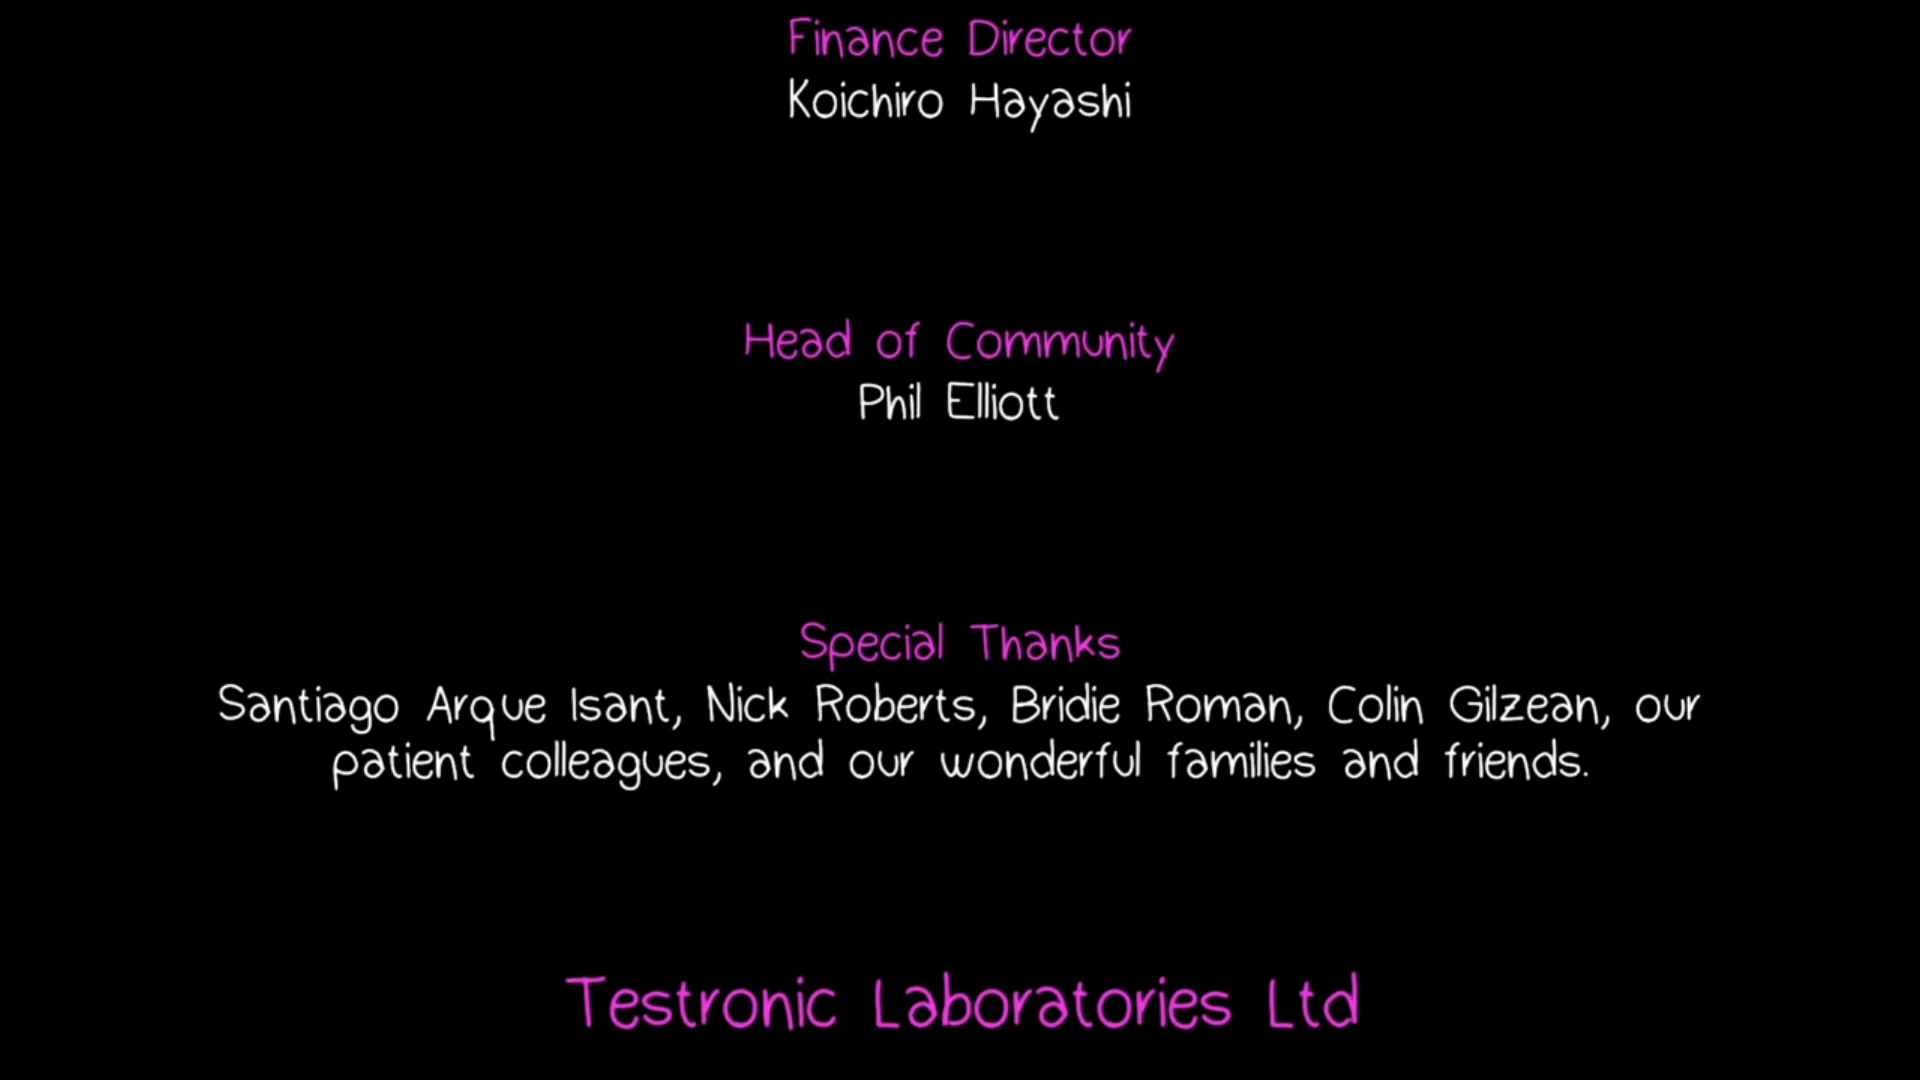 Finance Director
Koichiro Hayashi
Head of Community
Phil Elliott
Special Thanks
Santiago Arque Isant, Nick Roberts, Bridie Roman, Colin Gilzean, our
patient colleagues, and our wonderful families and friends.
Testronic Laboratories Ltd